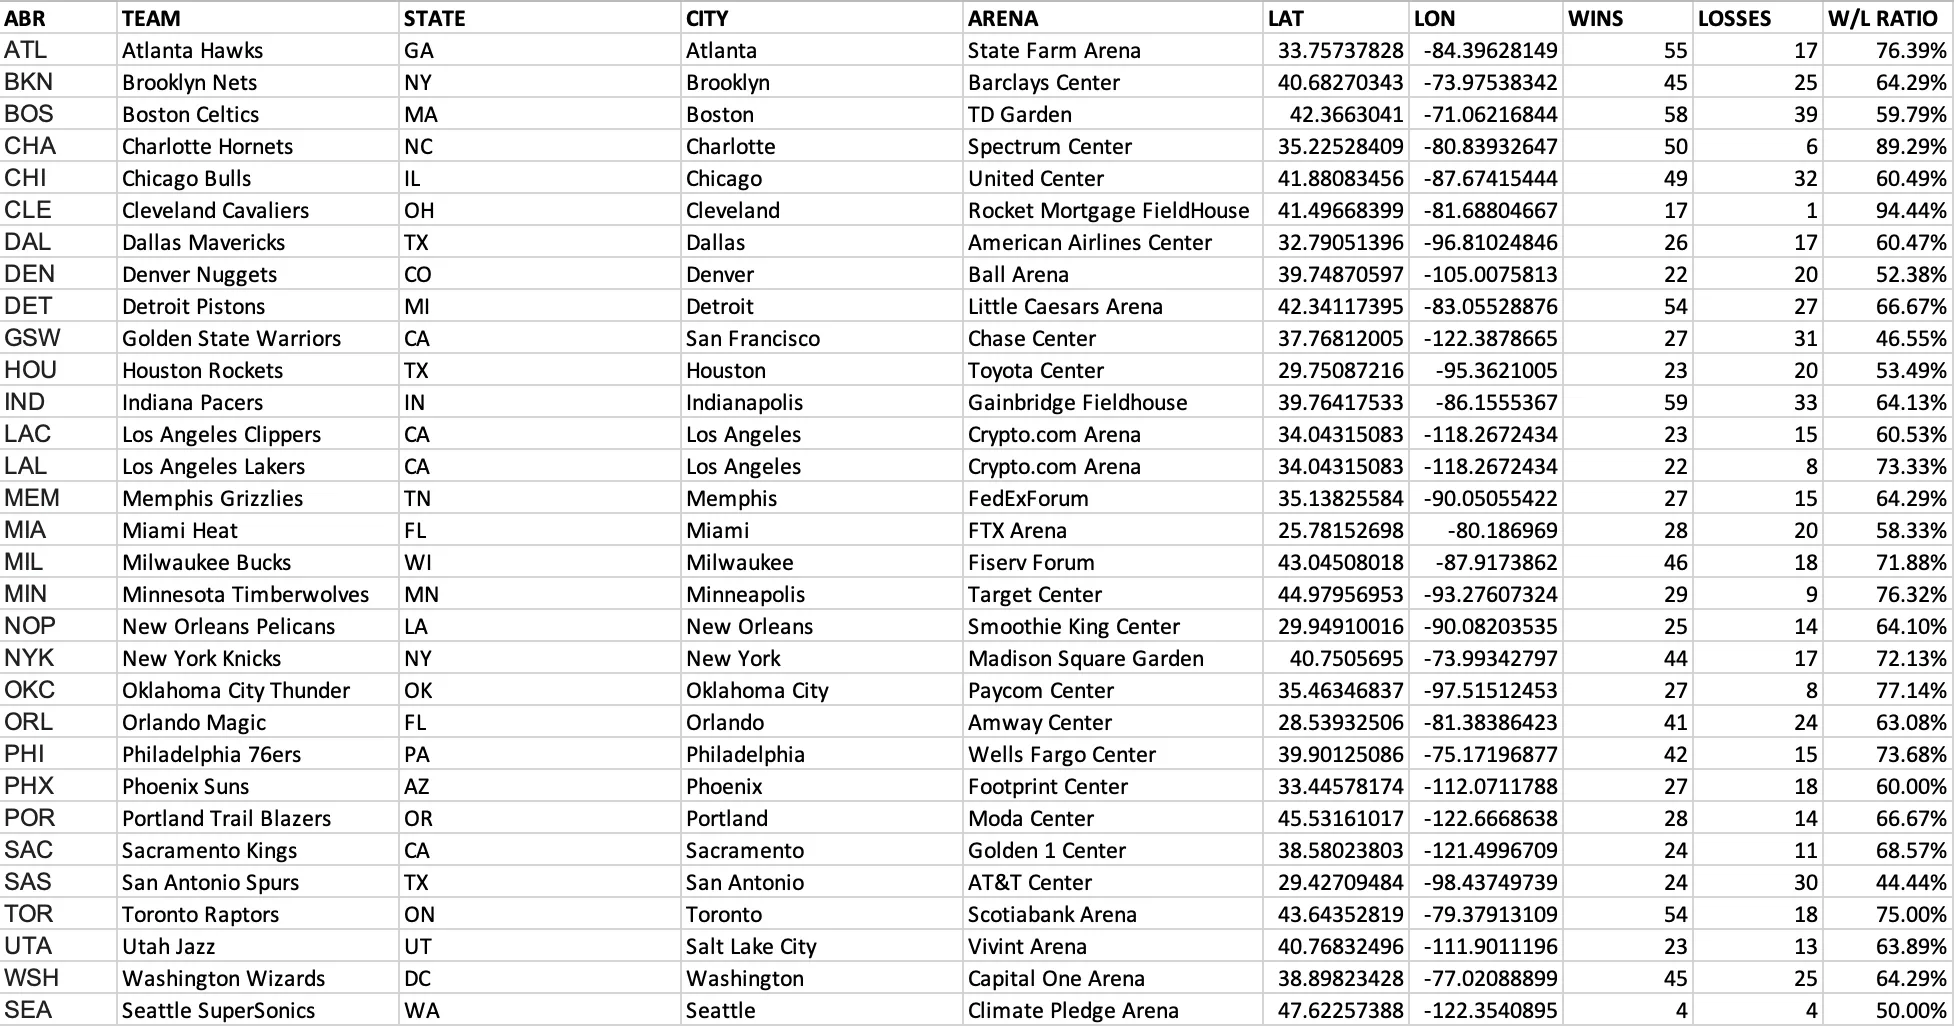 ABR TEAM STATE CITY ARENA LAT LON WINS LOSSES W/L RATIO
ATL Atlanta Hawks GA Atlanta State Farm Arena 33.75737828 -84.39628149 55 17 76.39%
BKN Brooklyn Nets NY Brooklyn Barclays Center 40.68270343 -73.97538342 45 25 64.29%
BOS Boston Celtics MA Boston TD Garden 42.3663041 -71.06216844 58 39 59.79%
CHA Charlotte Hornets NC Charlotte Spectrum Center 35.22528409 -80.83932647 50 6 89.29%
CHI Chicago Bulls IL Chicago United Center 41.88083456 -87.67415444 49 32 60.49%
CLE Cleveland Cavaliers OH Cleveland Rocket Mortgage FieldHouse 41.49668399 -81.68804667 17 1 94.44%
DAL Dallas Mavericks TX Dallas American Airlines Center 32.79051396 -96.81024846 26 17 60.47%
DEN Denver Nuggets CO Denver Ball Arena 39.74870597 -105.0075813 22 20 52.38%
DET Detroit Pistons MI Detroit Little Caesars Arena 42.34117395 -83.05528876 54 27 66.67%
GSW Golden State Warriors CA San Francisco Chase Center 37.76812005 -122.3878665 27 31 46.55%
HOU Houston Rockets TX Houston Toyota Center 29.75087216 -95.3621005 23 20 53.49%
IND Indiana Pacers IN Indianapolis Gainbridge Fieldhouse 39.76417533 -86.1555367 59 33 64.13%
LAC Los Angeles Clippers CA Los Angeles Crypto.com Arena 34.04315083 -118.2672434 23 15 60.53%
LAL Los Angeles Lakers CA Los Angeles Crypto.com Arena 34.04315083 -118.2672434 22 8 73.33%
MEM Memphis Grizzlies TN Memphis FedExForum 35.13825584 -90.05055422 27 15 64.29%
MIA Miami Heat FL Miami FTX Arena 25.78152698 -80.186969 28 20 58.33%
MIL Milwaukee Bucks WI Milwaukee Fiserv Forum 43.04508018 -87.9173862 46 18 71.88%
MIN Minnesota Timberwolves MN Minneapolis Target Center 44.97956953 -93.27607324 29 9 76.32%
NOP New Orleans Pelicans LA New Orleans Smoothie King Center 29.94910016 -90.08203535 25 14 64.10%
NYK New York Knicks NY New York Madison Square Garden 40.7505695 -73.99342797 44 17 72.13%
OKC Oklahoma City Thunder OK Oklahoma City Paycom Center 35.46346837 -97.51512453 27 8 77.14%
ORL Orlando Magic FL Orlando Amway Center 28.53932506 -81.38386423 41 24 63.08%
PHI Philadelphia 76ers PA Philadelphia Wells Fargo Center 39.90125086 -75.17196877 42 15 73.68%
PHX Phoenix Suns AZ Phoenix Footprint Center 33.44578174 -112.0711788 27 18 60.00%
POR Portland Trail Blazers OR Portland Moda Center 45.53161017 -122.6668638 28 14 66.67%
SAC Sacramento Kings CA Sacramento Golden 1 Center 38.58023803 -121.4996709 24 11 68.57%
SAS San Antonio Spurs TX San Antonio AT&T Center 29.42709484 -98.43749739 24 30 44.44%
TOR Toronto Raptors ON Toronto Scotiabank Arena 43.64352819 -79.37913109 54 18 75.00%
UTA Utah Jazz UT Salt Lake City Vivint Arena 40.76832496 -111.9011196 23 13 63.89%
WSH Washington Wizards DC Washington Capital One Arena 38.89823428 -77.02088899 45 25 64.29%
SEA Seattle SuperSonics WA Seattle Climate Pledge Arena 47.62257388 -122.3540895 4 4 50.00%